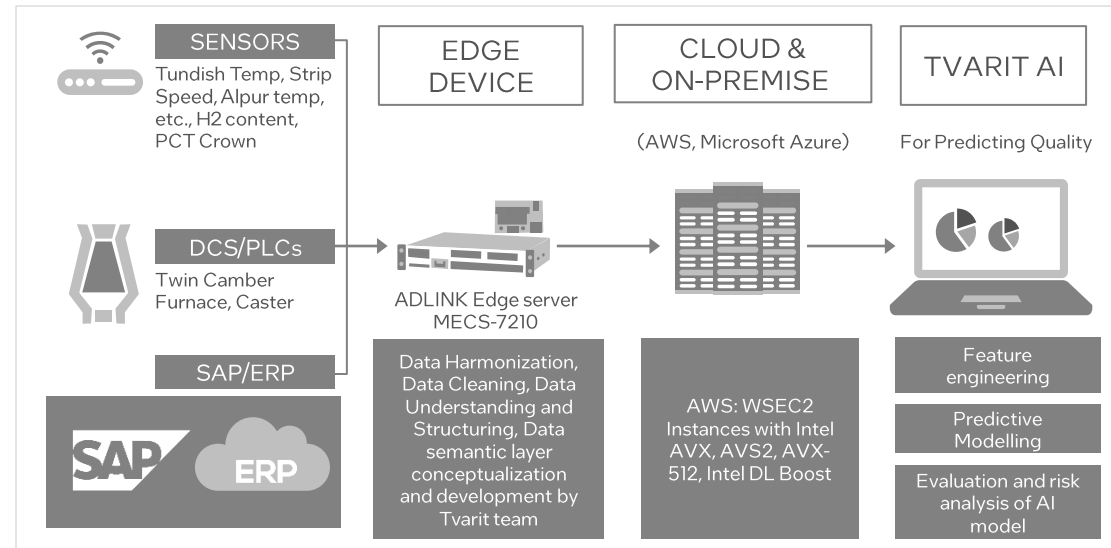 SENSORS
Tundish Temp, Strip
Speed, Alpur temp,
etc., H2 content,
PCT Crown
DCS/PLCs
Twin Camber
Furnace, Caster
SAP/ERP
SAP
ERP
EDGE
DEVICE
ADLINK Edge server
MECS-7210
Data Harmonization,
Data Cleaning, Data
Understanding and
Structuring, Data
semantic layer
conceptualization
and development by
Tvarit team
CLOUD &
ON-PREMISE
(AWS, Microsoft Azure)
AWS: WSEC2
Instances with Intel
AVX, AVS2, AVX-
512, Intel DL Boost
TVARIT AI
For Predicting Quality
Feature
engineering
Predictive
Modelling
Evaluation and risk
analysis of AI
model